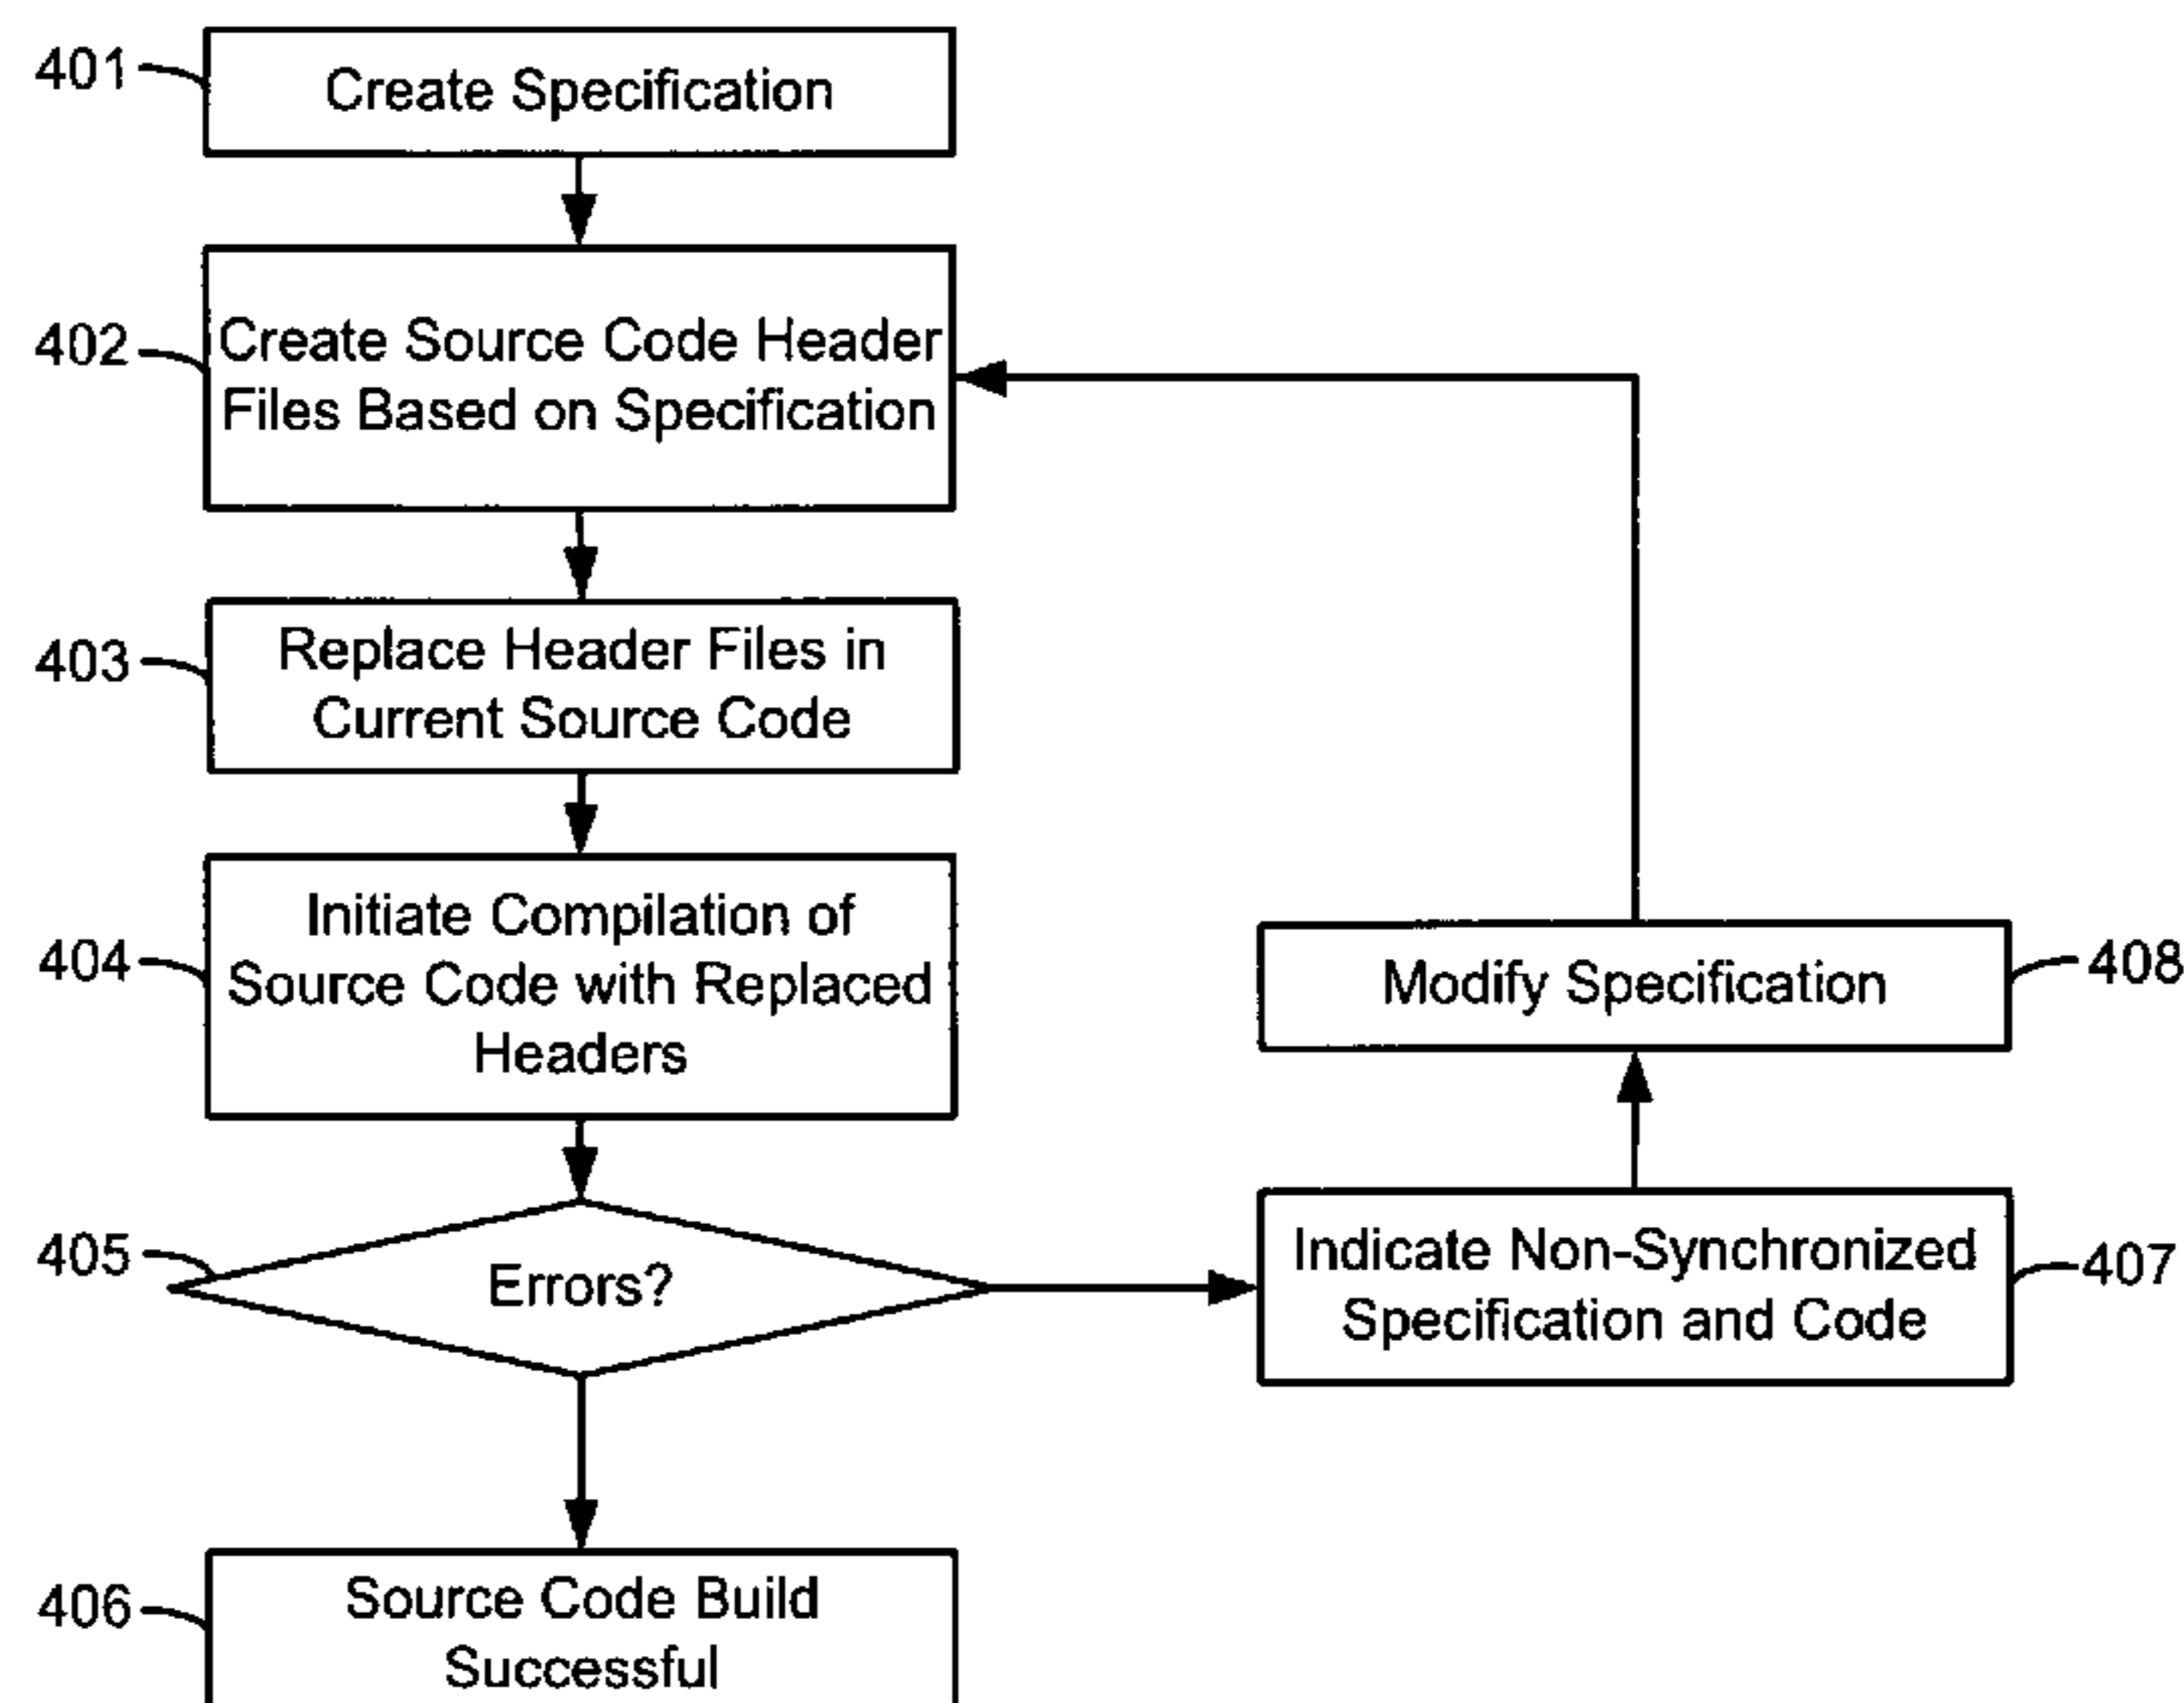 401
Create Specification
402
Create Source Code Header
Files Based on Specification
403
Replace Header Files in
Current Source Code
404
Initiate Compilation of
Source Code with Replaced
Headers
Modify Specification
408
405
Errors?
Indicate Non-Synchronized
Specification and Code
407
406
Source Code Build
Successful